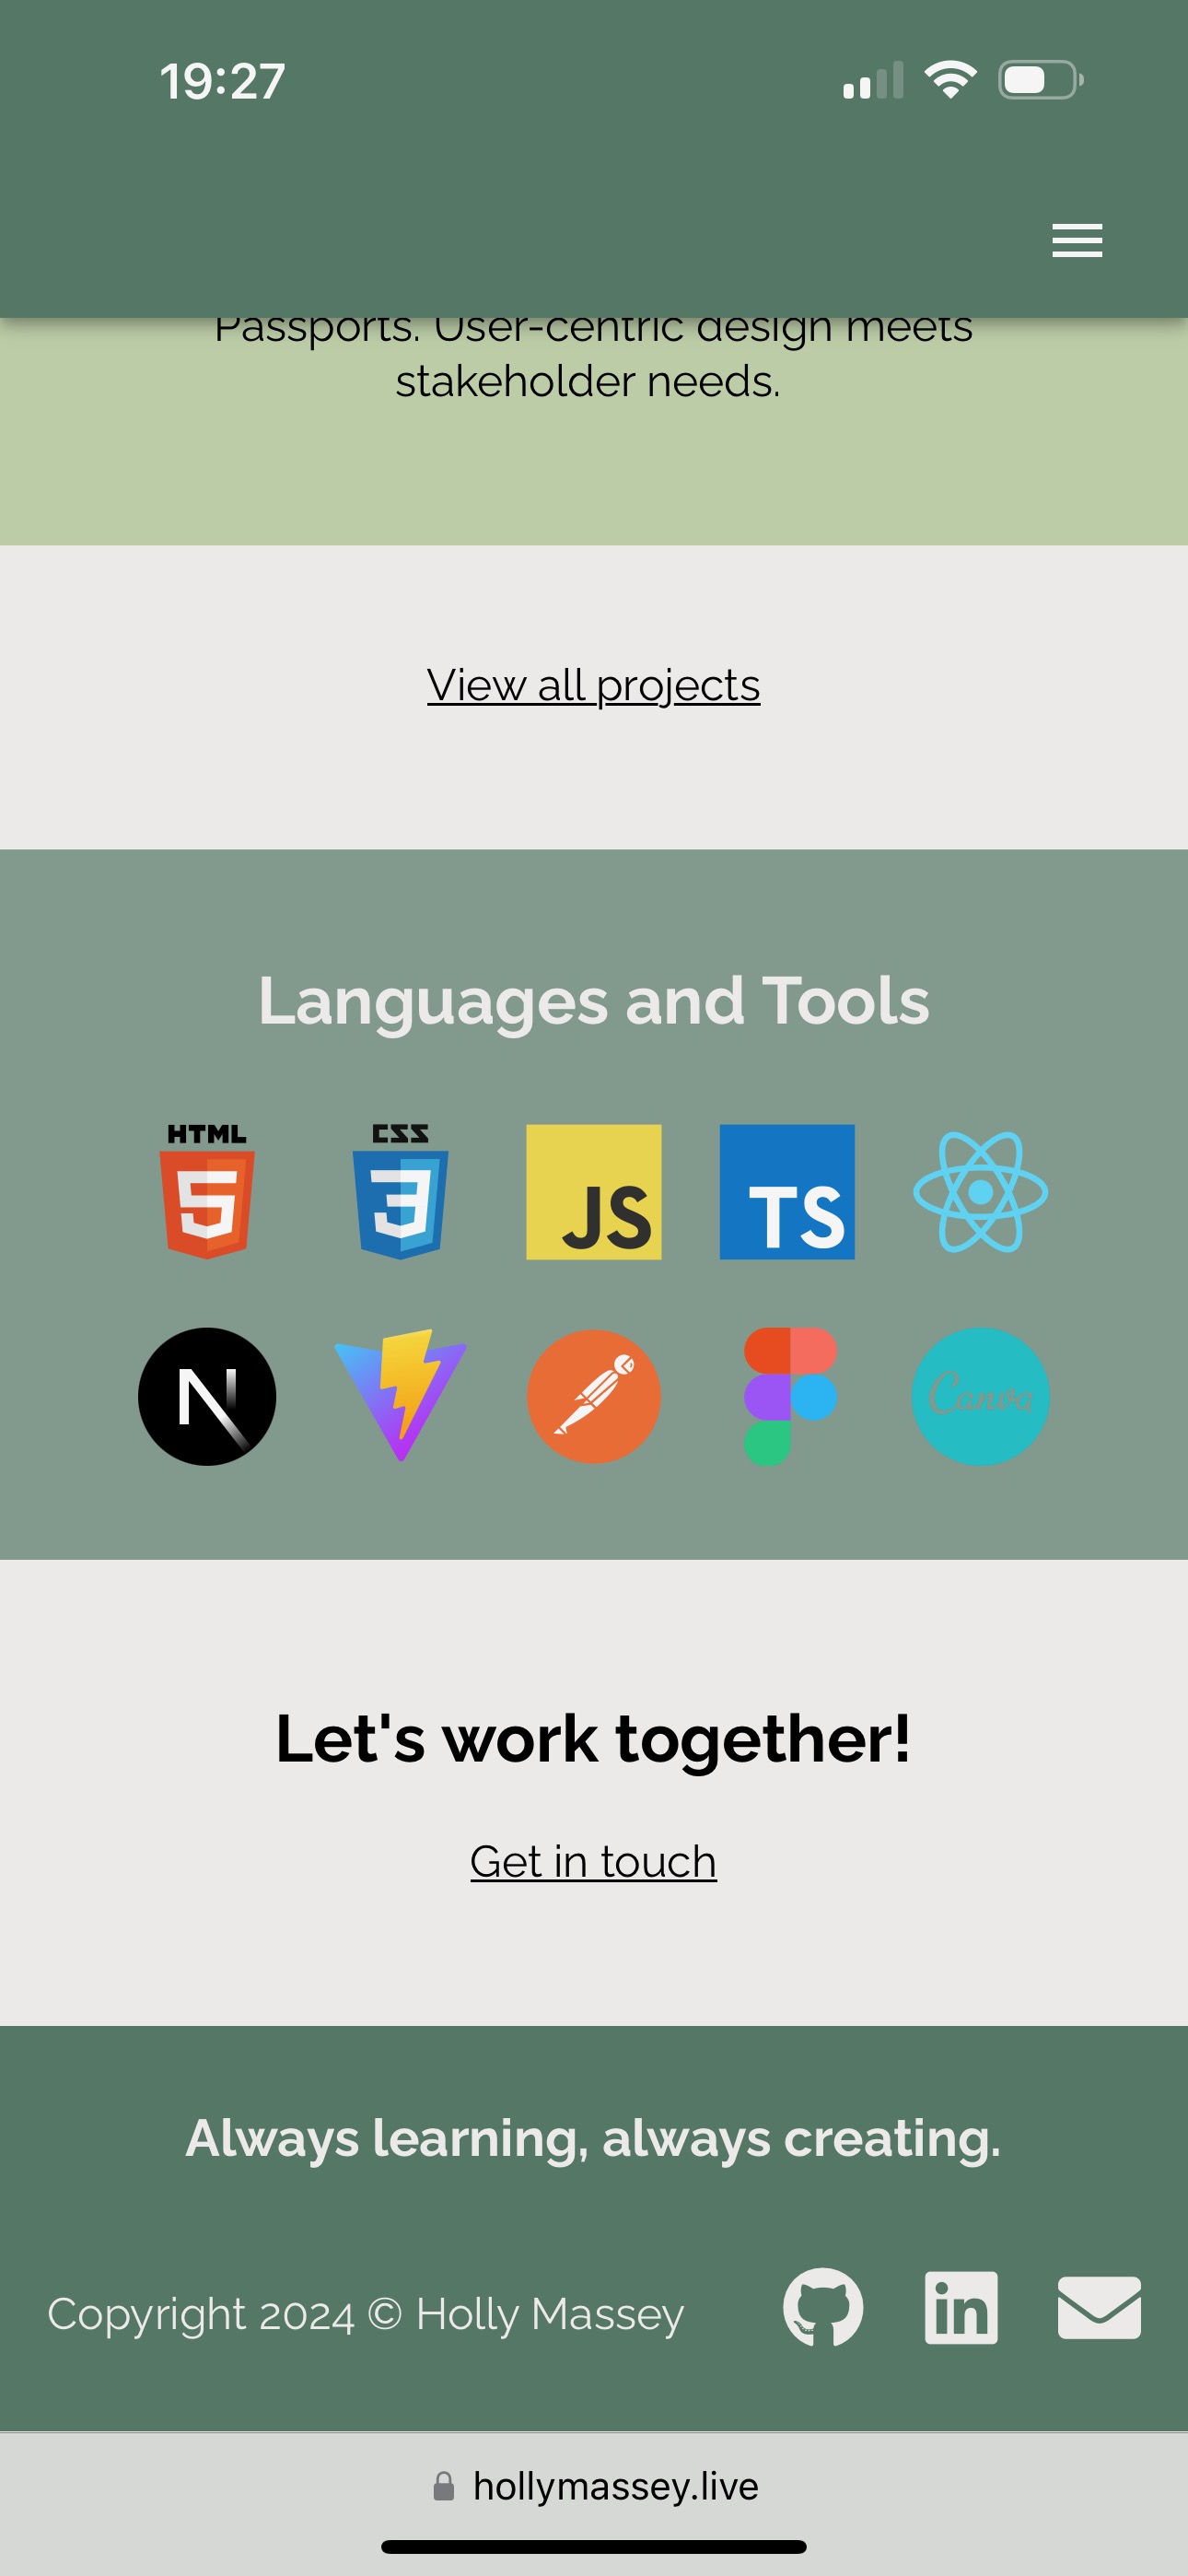 19:27
Passports. User-centric design meets
stakeholder needs.
View all projects
Languages and Tools
HTML CSS JS TS
5 3
N Canva
Let's work together!
Get in touch
Always learning, always creating.
Copyright 2024 © Holly Massey in
hollymassey.live